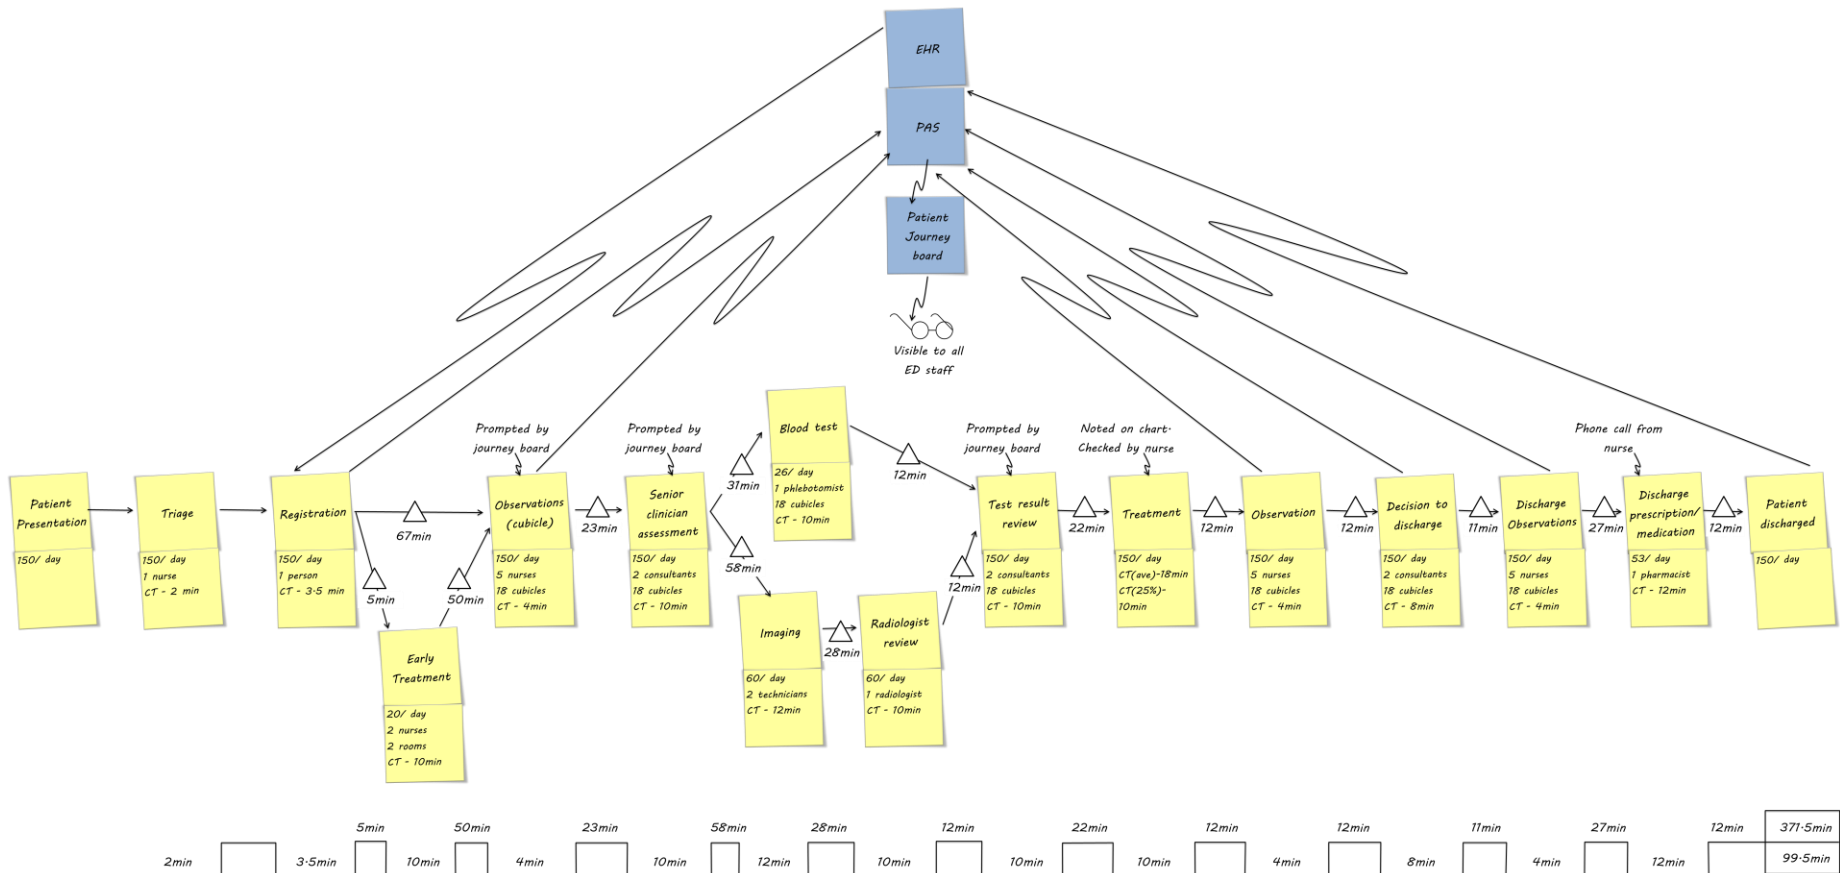 EHR
PAS
Patient
Journey
board
Visible to all
ED staff
Prompted by
journey board
Prompted by
journey board
Prompted by
journey board
Noted on chart.
Checked by nurse
Phone call from
nurse
Patient
Presentation
150/ day
Triage
150/ day
1 nurse
CT - 2 min
Registration
150/ day
1 person
CT - 3.5 min
67min
5min
50min
Early
Treatment
20/ day
2 nurses
2 rooms
CT - 10min
Observations
(cubicle)
150/ day
5 nurses
18 cubicles
CT - 4min
23min
Senior
clinician
assessment
150/ day
2 consultants
18 cubicles
CT - 10min
31min
58min
Blood test
26/ day
1 phlebotomist
18 cubicles
CT - 10min
12min
Imaging
60/ day
2 technicians
CT - 12min
28min
Radiologist
review
60/ day
1 radiologist
CT - 10min
12min
Test result
review
150/ day
2 consultants
18 cubicles
CT - 10min
22min
Treatment
150/ day
CT(ave)-18min
CT(25%)-
10min
12min
Observation
150/ day
5 nurses
18 cubicles
CT - 4min
12min
Decision to
discharge
150/ day
2 consultants
18 cubicles
CT - 8min
11min
Discharge
Observations
150/ day
5 nurses
18 cubicles
CT - 4min
27min
Discharge
prescription/
medication
53/ day
1 pharmacist
CT - 12min
12min
Patient
discharged
150/ day
5min 50min 23min 58min 28min 12min 22min 12min 12min 11min 27min 12min 371.5min
2min 3.5min 10min 4min 10min 12min 10min 10min 10min 4min 8min 4min 12min 99.5min